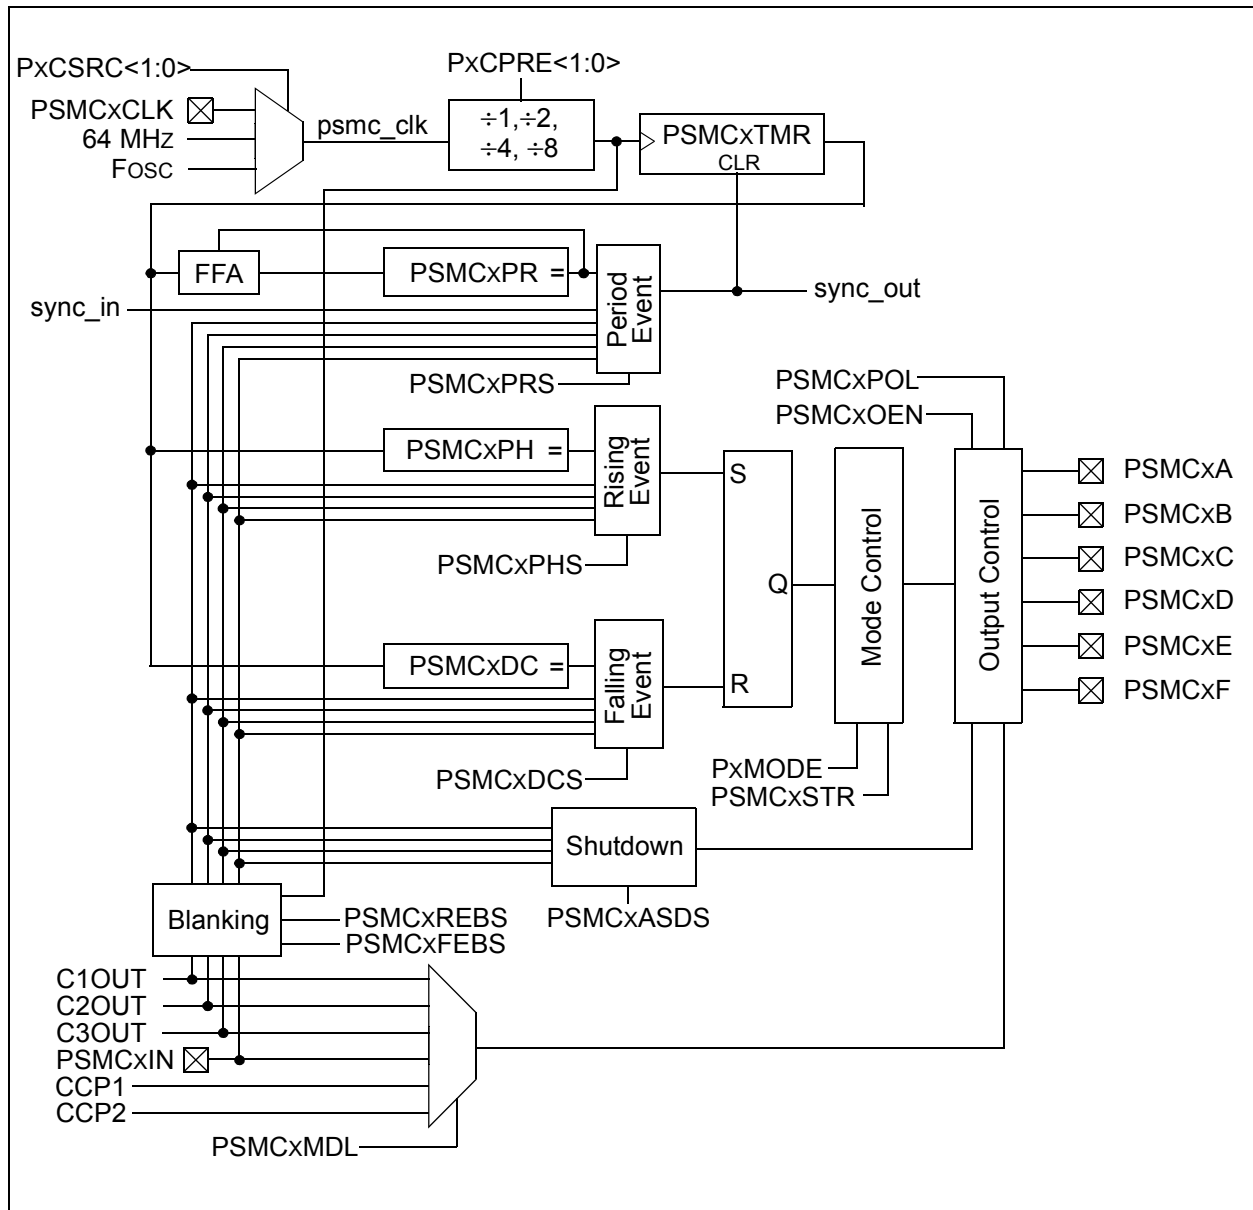 PxCSRC<1:0>
PSMCxCLK
64 MHz
FOSC
psmc_clk
PxCPRE<1:0>
÷1,÷2,
÷4, ÷8
PSMCxTMR
CLR
FFA
PSMCxPR =
sync_in
Period
Event
sync_out
PSMCxPRS
PSMCxPOL
PSMCxOEN
PSMCxPH =
Rising
Event
PSMCxPHS
S
Q
R
Mode Control
Output Control
PSMCxA
PSMCxB
PSMCxC
PSMCxD
PSMCxE
PSMCxF
PSMCxDC =
Falling
Event
PSMCxDCS
PxMODE
PSMCxSTR
Shutdown
PSMCxASDS
Blanking
PSMCxREBS
PSMCxFEBS
C1OUT
C2OUT
C3OUT
PSMCxIN
CCP1
CCP2
PSMCxMDL